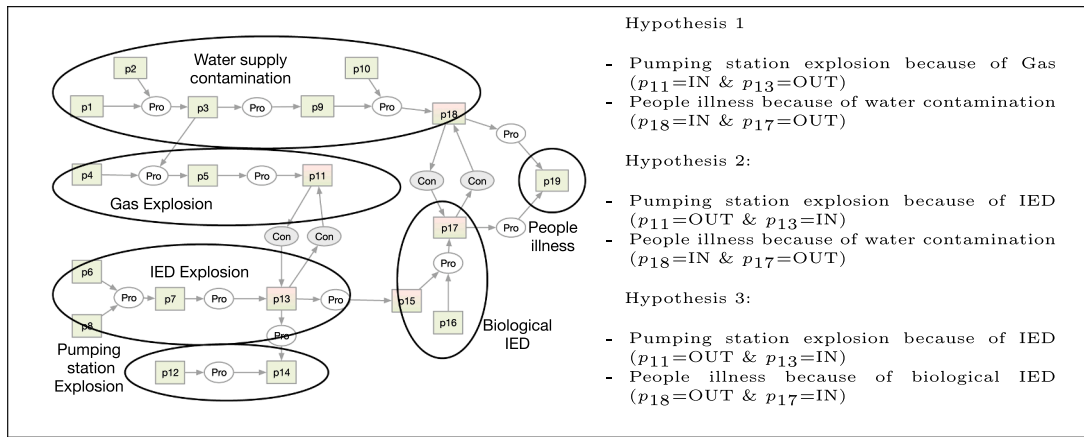 Water supply
contamination
p2
p10
p1
Pro
p3
Pro
p9
Pro
p18
Pro
p4
Pro
p5
Pro
p11
Con
Con
p19
Gas Explosion
People
illness
Con
Con
p17
Pro
p6
IED Explosion
Pro
Pro
p7
Pro
p13
Pro
p15
p8
p16
Biological
IED
Pro
Pumping
station
Explosion
p12
Pro
p14
Hypothesis 1
- Pumping station explosion because of Gas
(p11=IN & p13=OUT)
- People illness because of water contamination
(p18=IN & p17=OUT)
Hypothesis 2:
- Pumping station explosion because of IED
(p11=OUT & p13=IN)
- People illness because of water contamination
(p18=IN & p17=OUT)
Hypothesis 3:
- Pumping station explosion because of IED
(p11=OUT & p13=IN)
- People illness because of biological IED
(p18=OUT & p17=IN)